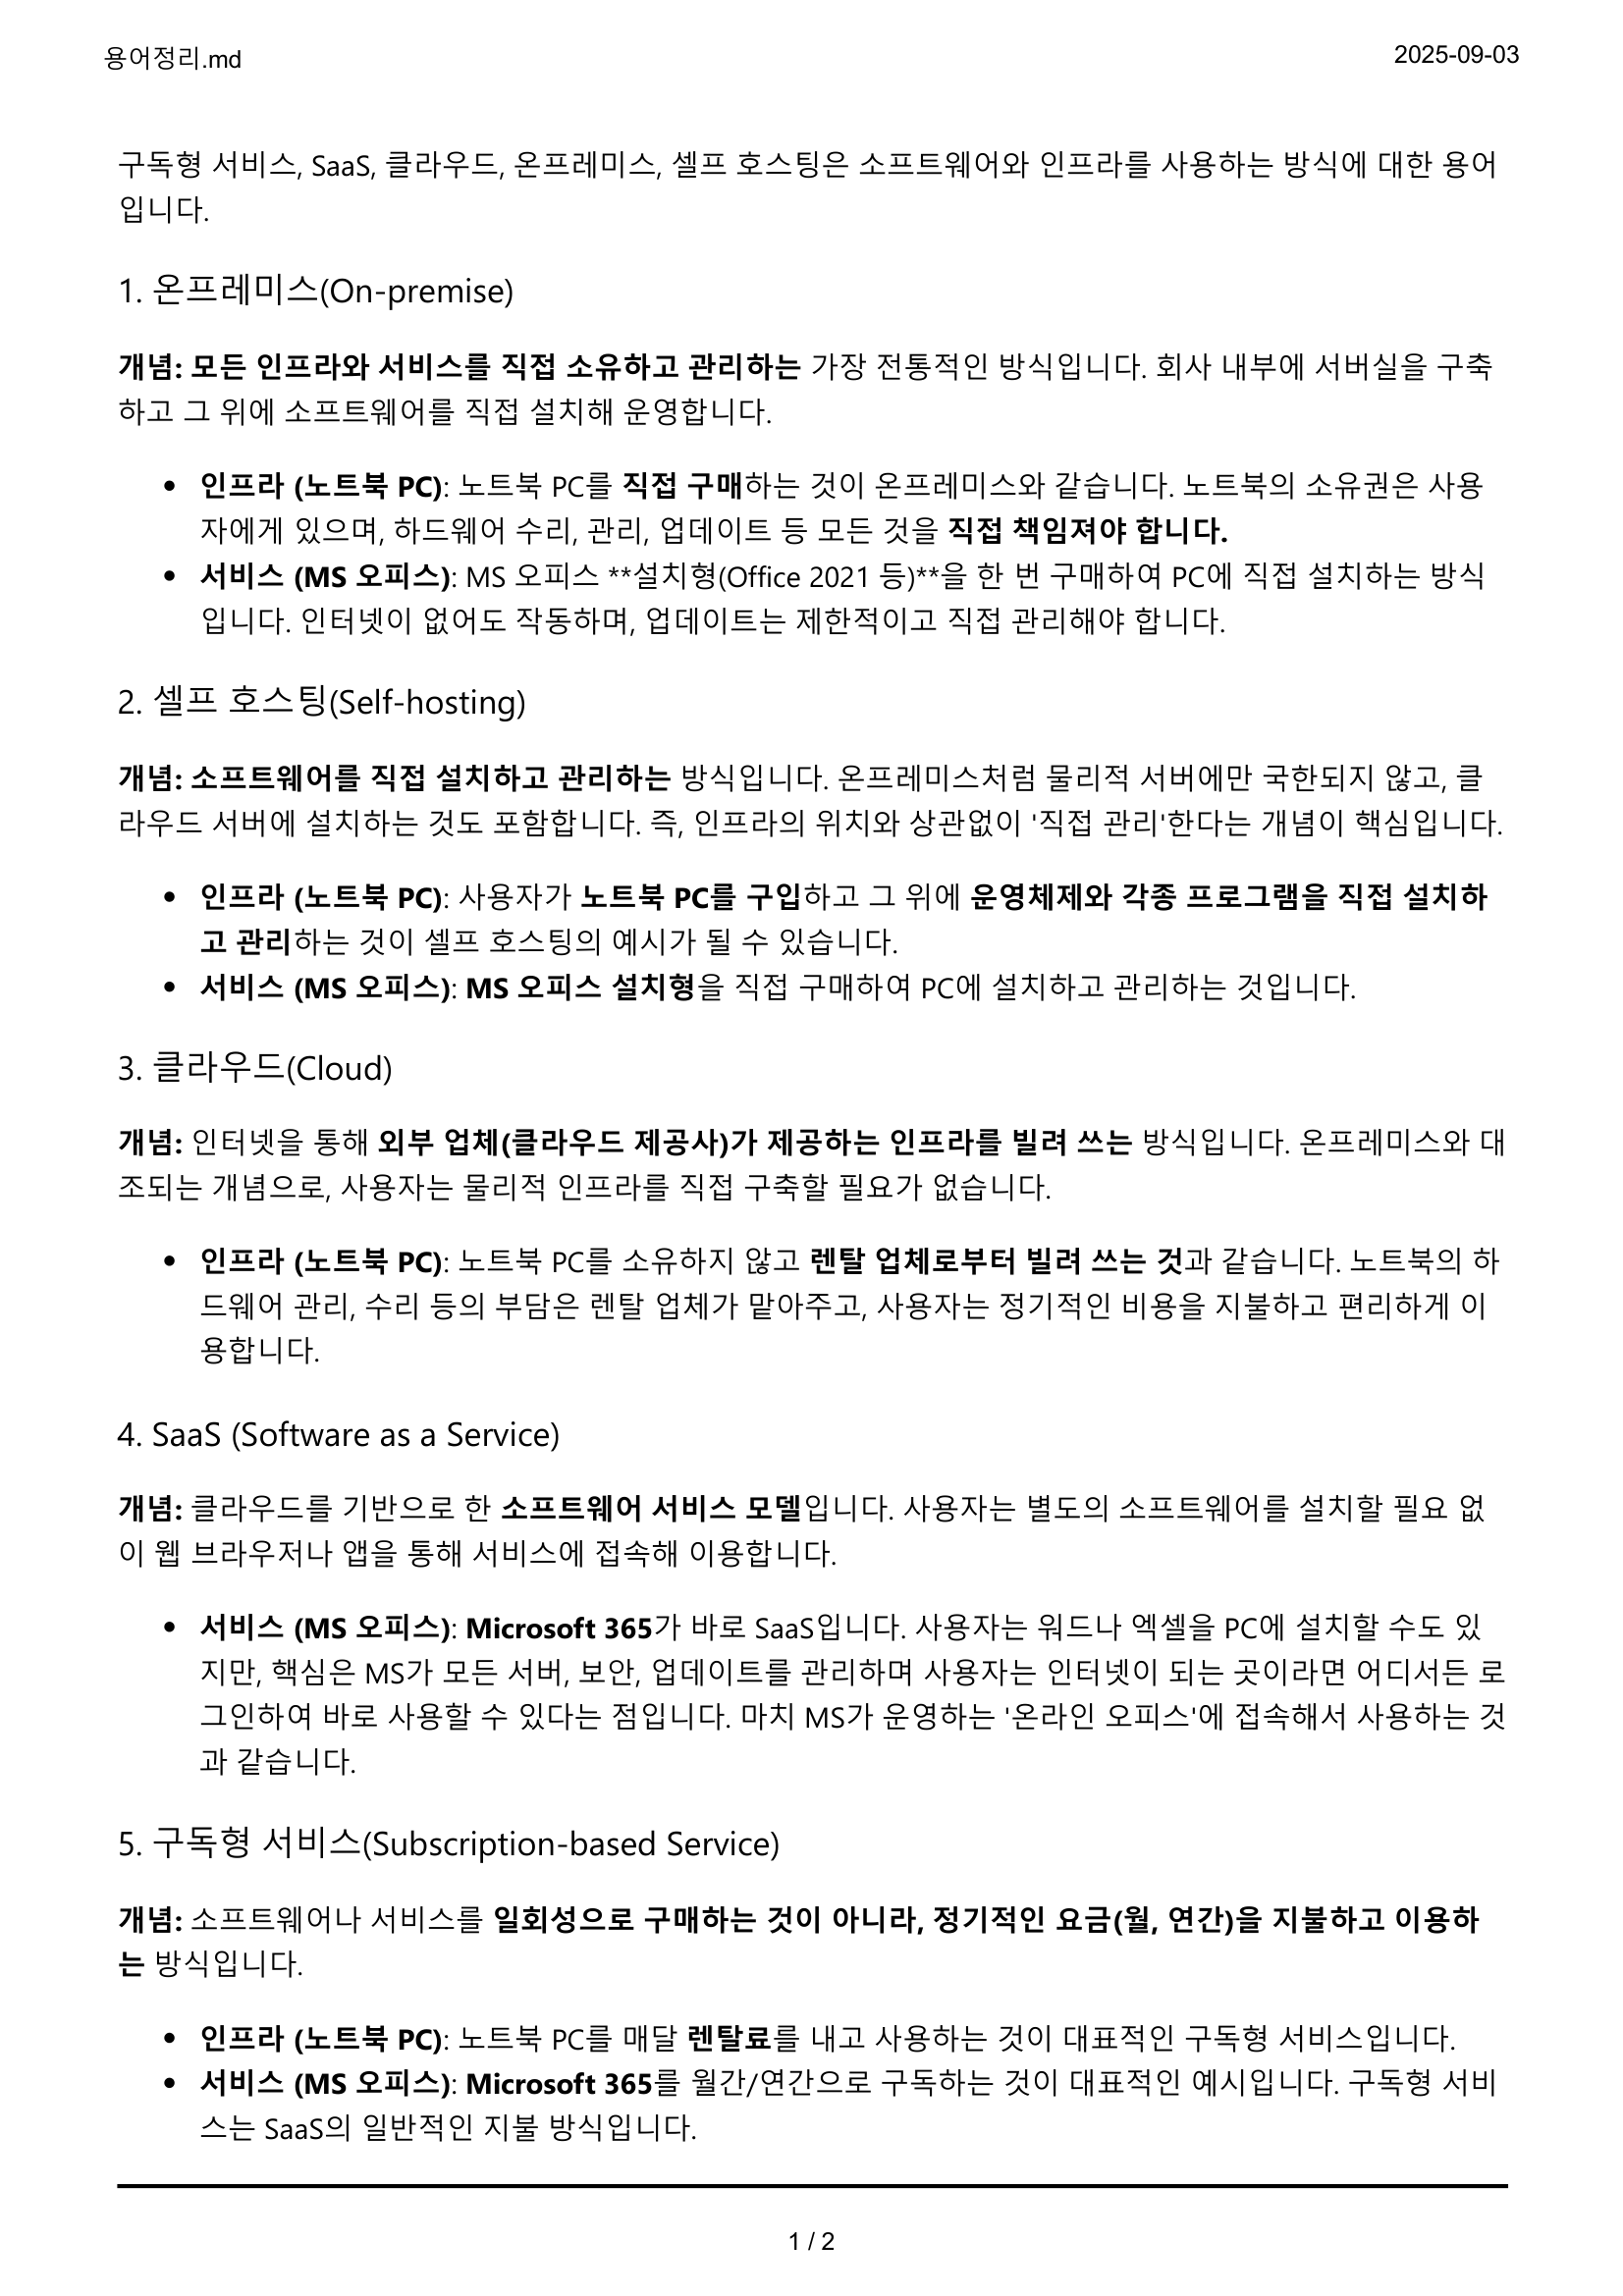 용어정리.md
2025-09-03
구독형 서비스, SaaS, 클라우드, 온프레미스, 셀프 호스팅은 소프트웨어와 인프라를 사용하는 방식에 대한 용어
입니다.
1. 온프레미스(On-premise)
개념: 모든 인프라와 서비스를 직접 소유하고 관리하는 가장 전통적인 방식입니다. 회사 내부에 서버실을 구축
하고 그 위에 소프트웨어를 직접 설치해 운영합니다.
• 인프라 (노트북 PC): 노트북 PC를 직접 구매하는 것이 온프레미스와 같습니다. 노트북의 소유권은 사용
자에게 있으며, 하드웨어 수리, 관리, 업데이트 등 모든 것을 직접 책임져야 합니다.
• 서비스 (MS 오피스): MS 오피스 **설치형(Office 2021 등)**을 한 번 구매하여 PC에 직접 설치하는 방식
입니다. 인터넷이 없어도 작동하며, 업데이트는 제한적이고 직접 관리해야 합니다.
2. 셀프 호스팅(Self-hosting)
개념: 소프트웨어를 직접 설치하고 관리하는 방식입니다. 온프레미스처럼 물리적 서버에만 국한되지 않고, 클
라우드 서버에 설치하는 것도 포함합니다. 즉, 인프라의 위치와 상관없이 '직접 관리'한다는 개념이 핵심입니다.
• 인프라 (노트북 PC): 사용자가 노트북 PC를 구입하고 그 위에 운영체제와 각종 프로그램을 직접 설치하
고 관리하는 것이 셀프 호스팅의 예시가 될 수 있습니다.
• 서비스 (MS 오피스): MS 오피스 설치형을 직접 구매하여 PC에 설치하고 관리하는 것입니다.
3. 클라우드(Cloud)
개념: 인터넷을 통해 외부 업체(클라우드 제공사)가 제공하는 인프라를 빌려 쓰는 방식입니다. 온프레미스와 대
조되는 개념으로, 사용자는 물리적 인프라를 직접 구축할 필요가 없습니다.
• 인프라 (노트북 PC): 노트북 PC를 소유하지 않고 렌탈 업체로부터 빌려 쓰는 것과 같습니다. 노트북의 하
드웨어 관리, 수리 등의 부담은 렌탈 업체가 맡아주고, 사용자는 정기적인 비용을 지불하고 편리하게 이
용합니다.
4. SaaS (Software as a Service)
개념: 클라우드를 기반으로 한 소프트웨어 서비스 모델입니다. 사용자는 별도의 소프트웨어를 설치할 필요 없
이 웹 브라우저나 앱을 통해 서비스에 접속해 이용합니다.
• 서비스 (MS 오피스): Microsoft 365가 바로 SaaS입니다. 사용자는 워드나 엑셀을 PC에 설치할 수도 있
지만, 핵심은 MS가 모든 서버, 보안, 업데이트를 관리하며 사용자는 인터넷이 되는 곳이라면 어디서든 로
그인하여 바로 사용할 수 있다는 점입니다. 마치 MS가 운영하는 '온라인 오피스'에 접속해서 사용하는 것
과 같습니다.
5. 구독형 서비스(Subscription-based Service)
개념: 소프트웨어나 서비스를 일회성으로 구매하는 것이 아니라, 정기적인 요금(월, 연간)을 지불하고 이용하
는 방식입니다.
• 인프라 (노트북 PC): 노트북 PC를 매달 렌탈료를 내고 사용하는 것이 대표적인 구독형 서비스입니다.
• 서비스 (MS 오피스): Microsoft 365를 월간/연간으로 구독하는 것이 대표적인 예시입니다. 구독형 서비
스는 SaaS의 일반적인 지불 방식입니다.
1 / 2